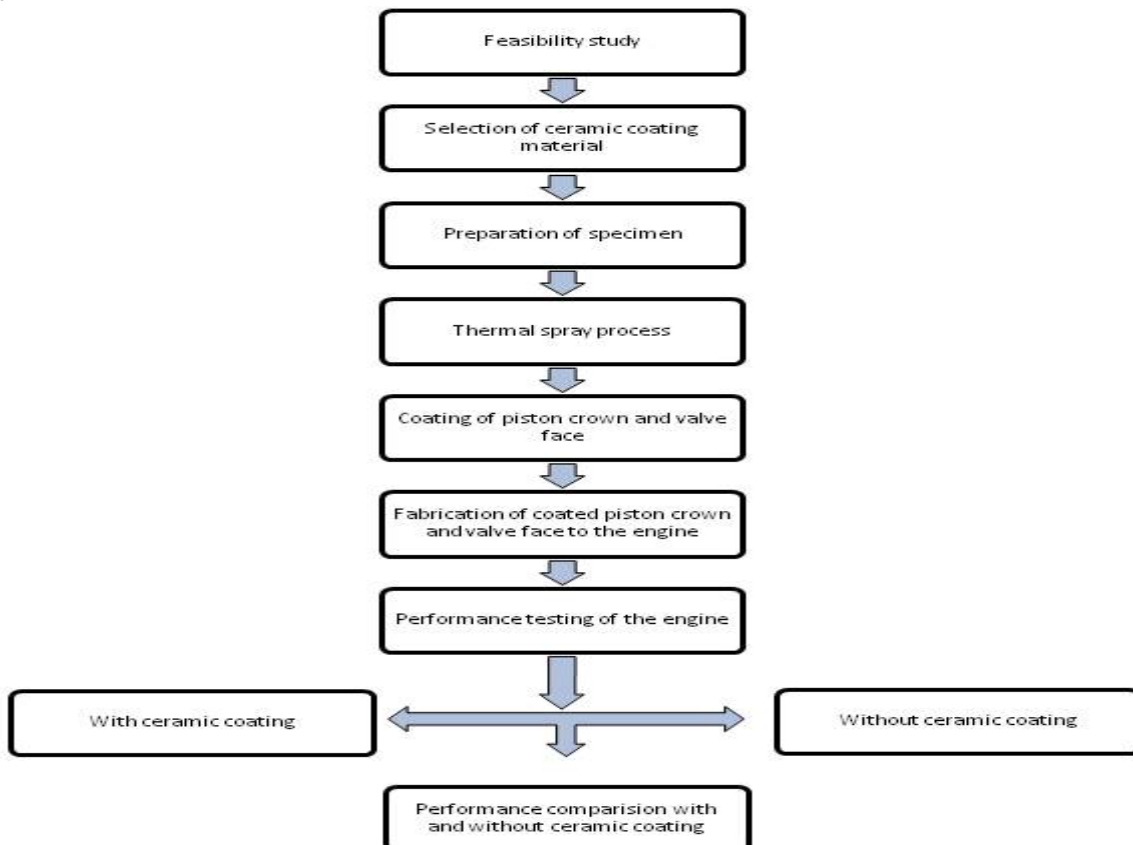 Feasibility study
Selection of ceramic coating
material
Preparation of specimen
Thermal spray process
Coating of piston crown and valve
face
Fabrication of coated piston crown
and valve face to the engine
Performance testing of the engine
With ceramic coating
Without ceramic coating
Performance comparision with
and without ceramic coating